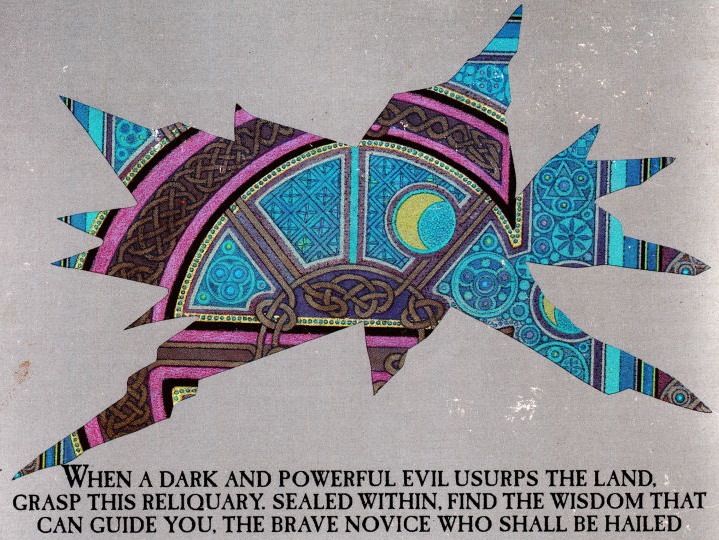 WHEN A DARK AND POWERFUL EVIL USURPS THE LAND,
GRASP THIS RELIQUARY. SEALED WITHIN, FIND THE WISDOM THAT
CAN GUIDE YOU, THE BRAVE NOVICE WHO SHALL BE HAILED